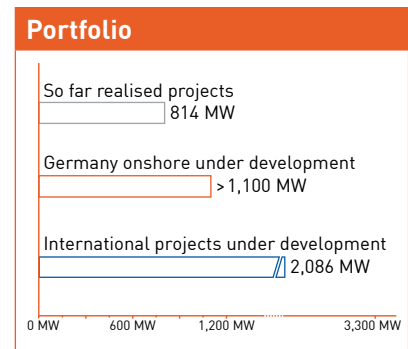 Portfolio
So far realised projects
814 MW
Germany onshore under development
>1,100 MW
International projects under development
2,086 MW
0 MW 600 MW 1,200 MW 3,300 MW